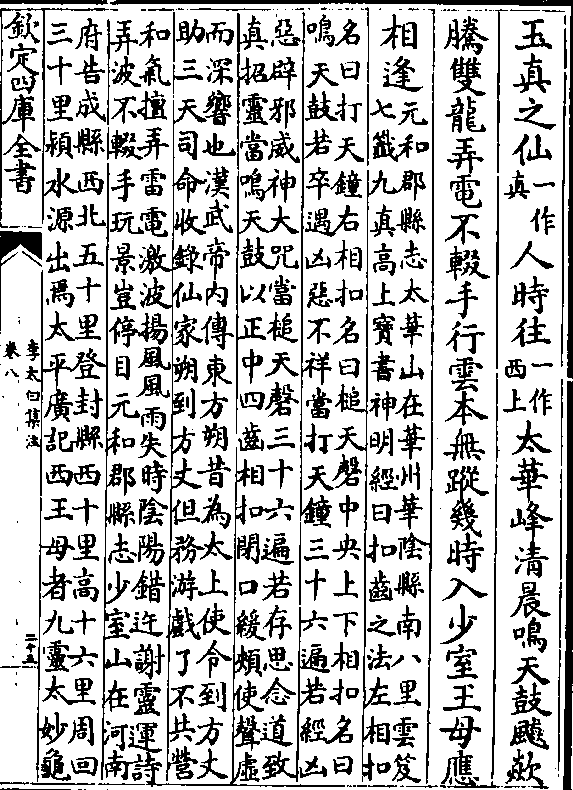 玉真之仙一作真人時往一作西上太華峰清晨鳴天鼓飈欻
騰雙龍弄電不輟手行雲本無蹤幾時入少室王母應
相逢元和郡縣志太華山在華州華陰縣南八里雲笈
七籤九真高上寶書神明經曰扣齒之法左相扣
名曰打天鐘右相扣名曰槌天磬中央上下相扣名曰
鳴天鼓若卒遇凶惡不祥當打天鐘三十六遍若經凶
惡辟邪威神大咒當槌天磬三十六遍若存思念道致
真招靈當鳴天鼓以正中四齒相扣閉口緩頰使聲虛
而深響也漢武帝内傳東方朔昔為太上使令到方丈
助三天司命收錄仙家朔到方丈但務游戲了不共營
和氣擅弄雷電激波揚風風雨失時陰陽錯迕謝靈運詩
弄波不輟手玩景豈停目元和郡縣志少室山在河南
府告成縣西北五十里登封縣西十里高十六里周回
三十里潁水源出焉太平廣記西王母者九靈太妙龜
欽定四庫全書
李太白集注
卷八
二十五